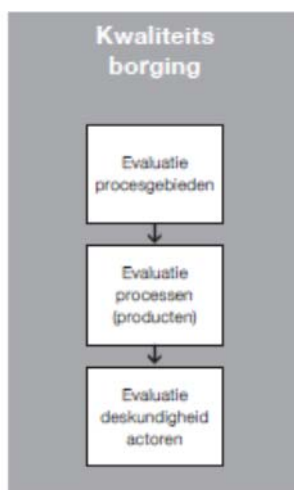 Kwaliteits
borging
Evaluatie
procesgebieden
Evaluatie
processen
(producten)
Evaluatie
deskundigheid
actoren